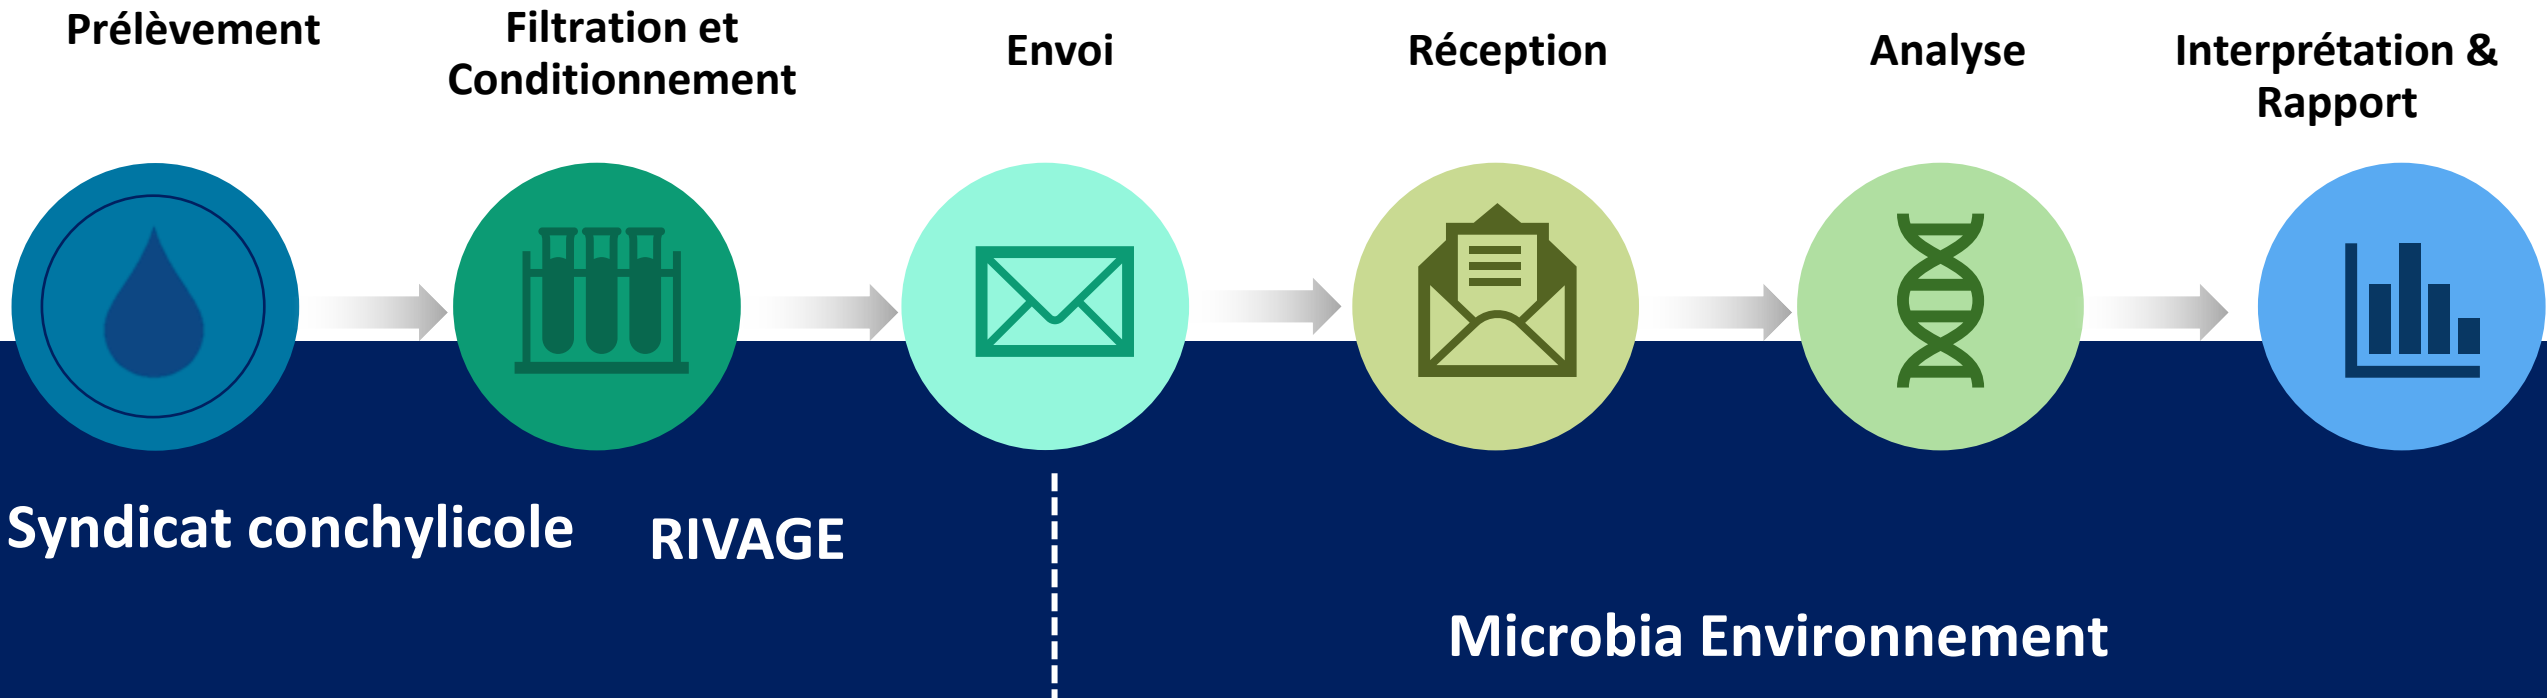 Prélèvement
Filtration et
Conditionnement
Envoi
Réception
Analyse
Interprétation &
Rapport
Syndicat conchylicole
RIVAGE
Microbia Environnement